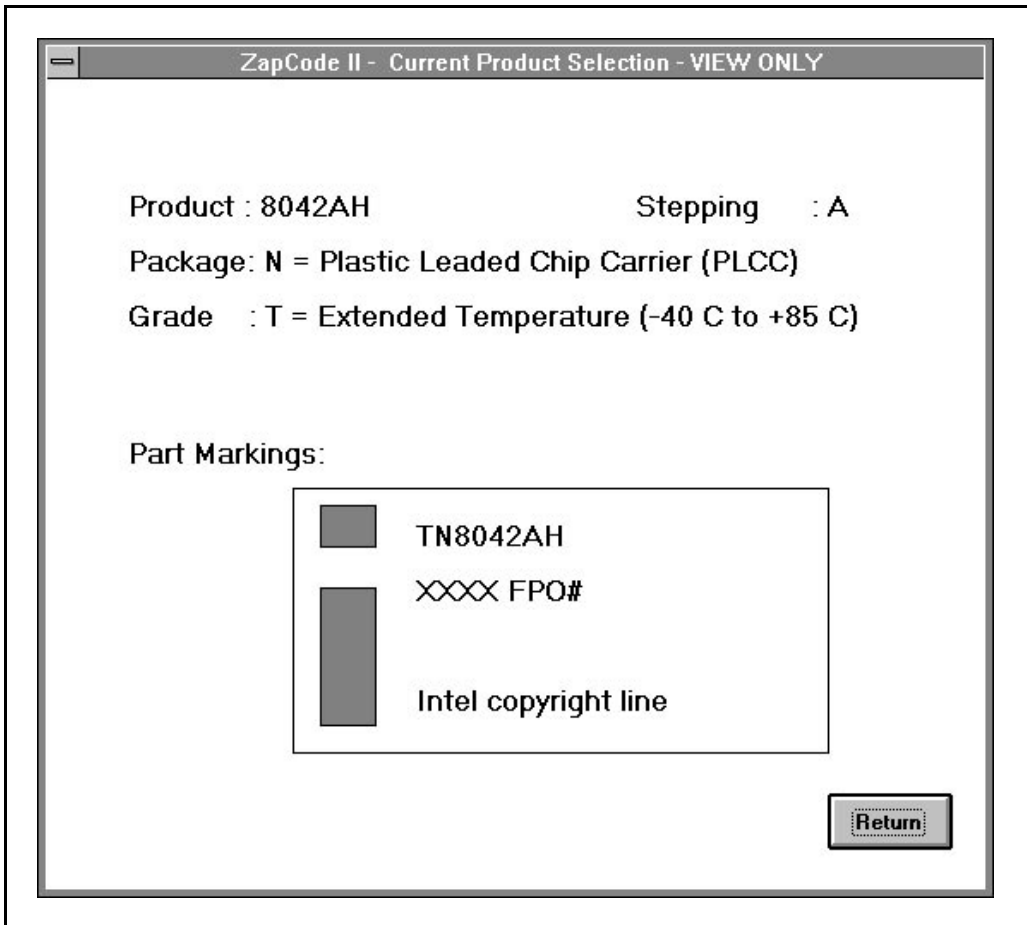 ZapCode II - Current Product Selection - VIEW ONLY
Product : 8042AH Stepping : A
Package: N = Plastic Leaded Chip Carrier (PLCC)
Grade : T = Extended Temperature (-40 C to +85 C)
Part Markings:
TN8042AH
XXXX FPO#
Intel copyright line
Return